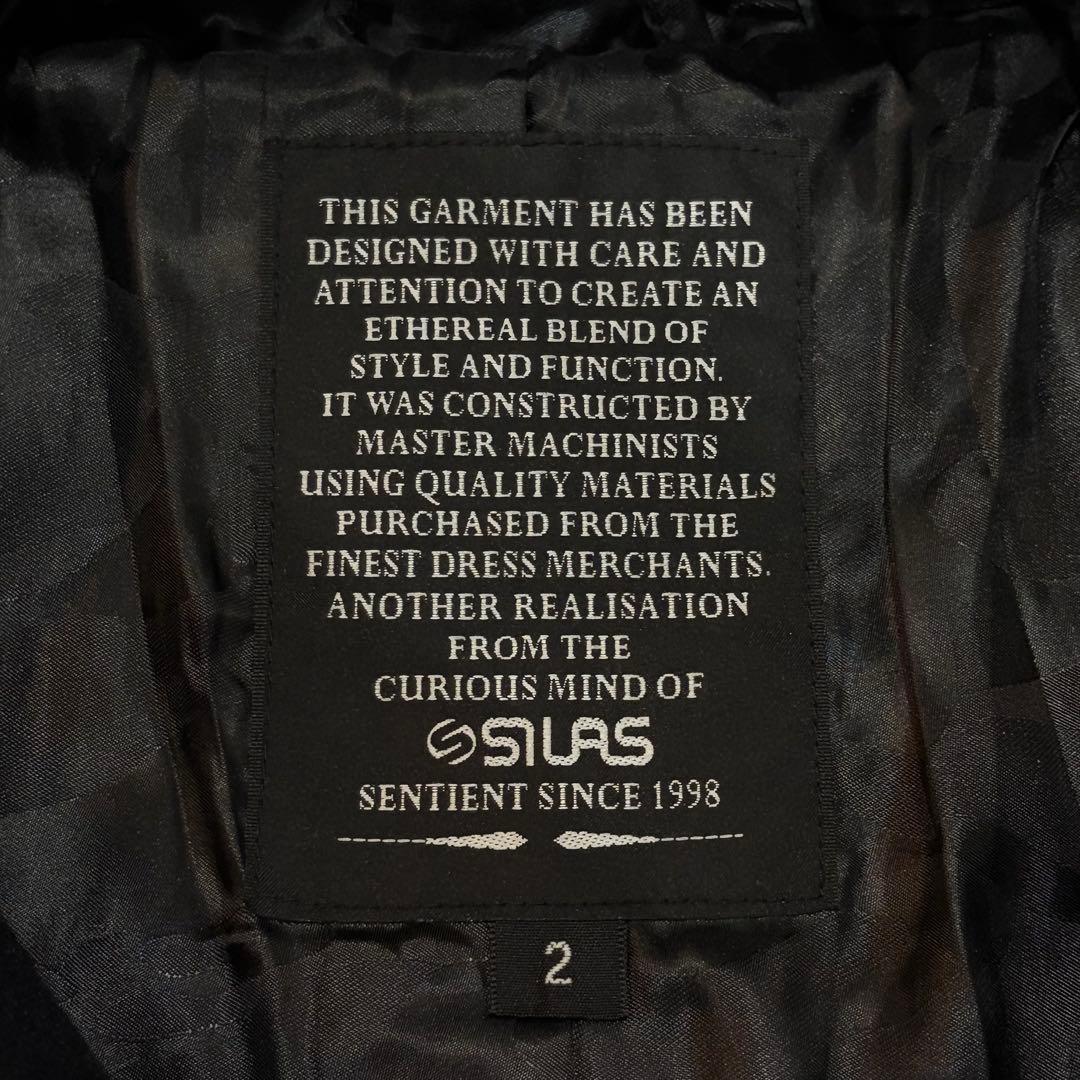 THIS GARMENT HAS BEEN
DESIGNED WITH CARE AND
ATTENTION TO CREATE AN
ETHEREAL BLEND OF
STYLE AND FUNCTION.
IT WAS CONSTRUCTED BY
MASTER MACHINISTS
USING QUALITY MATERIALS
PURCHASED FROM THE
FINEST DRESS MERCHANTS.
ANOTHER REALISATION
FROM THE
CURIOUS MIND OF
SILAS
SENTIENT SINCE 1998
2